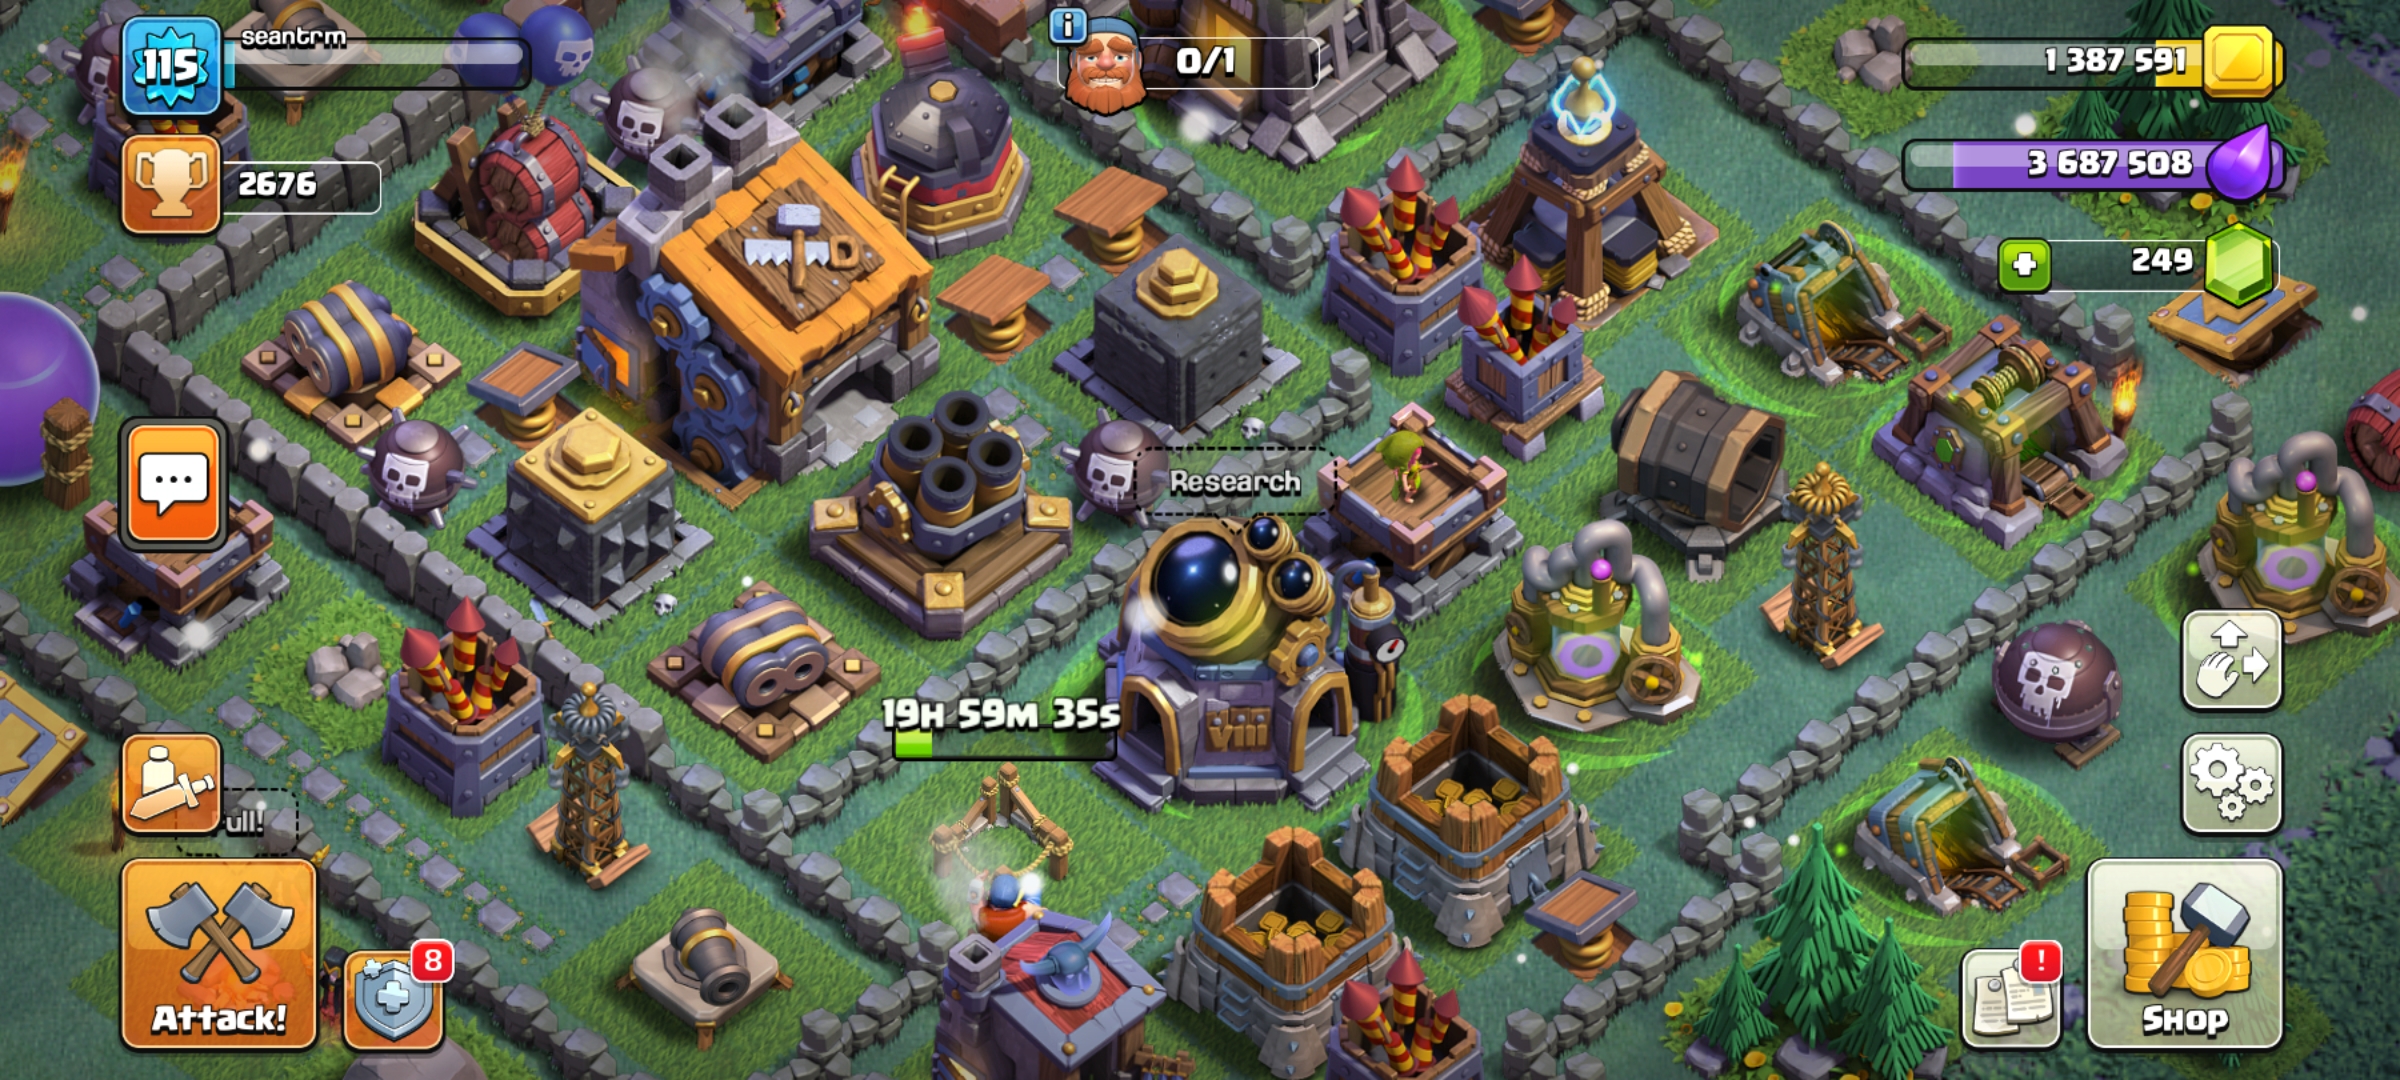 115
seantrm
0/1
1 387 591
2676
3 687 508
249
Research
19H 59M 35s
VIII
ull!
8
Attack!
!
Shop